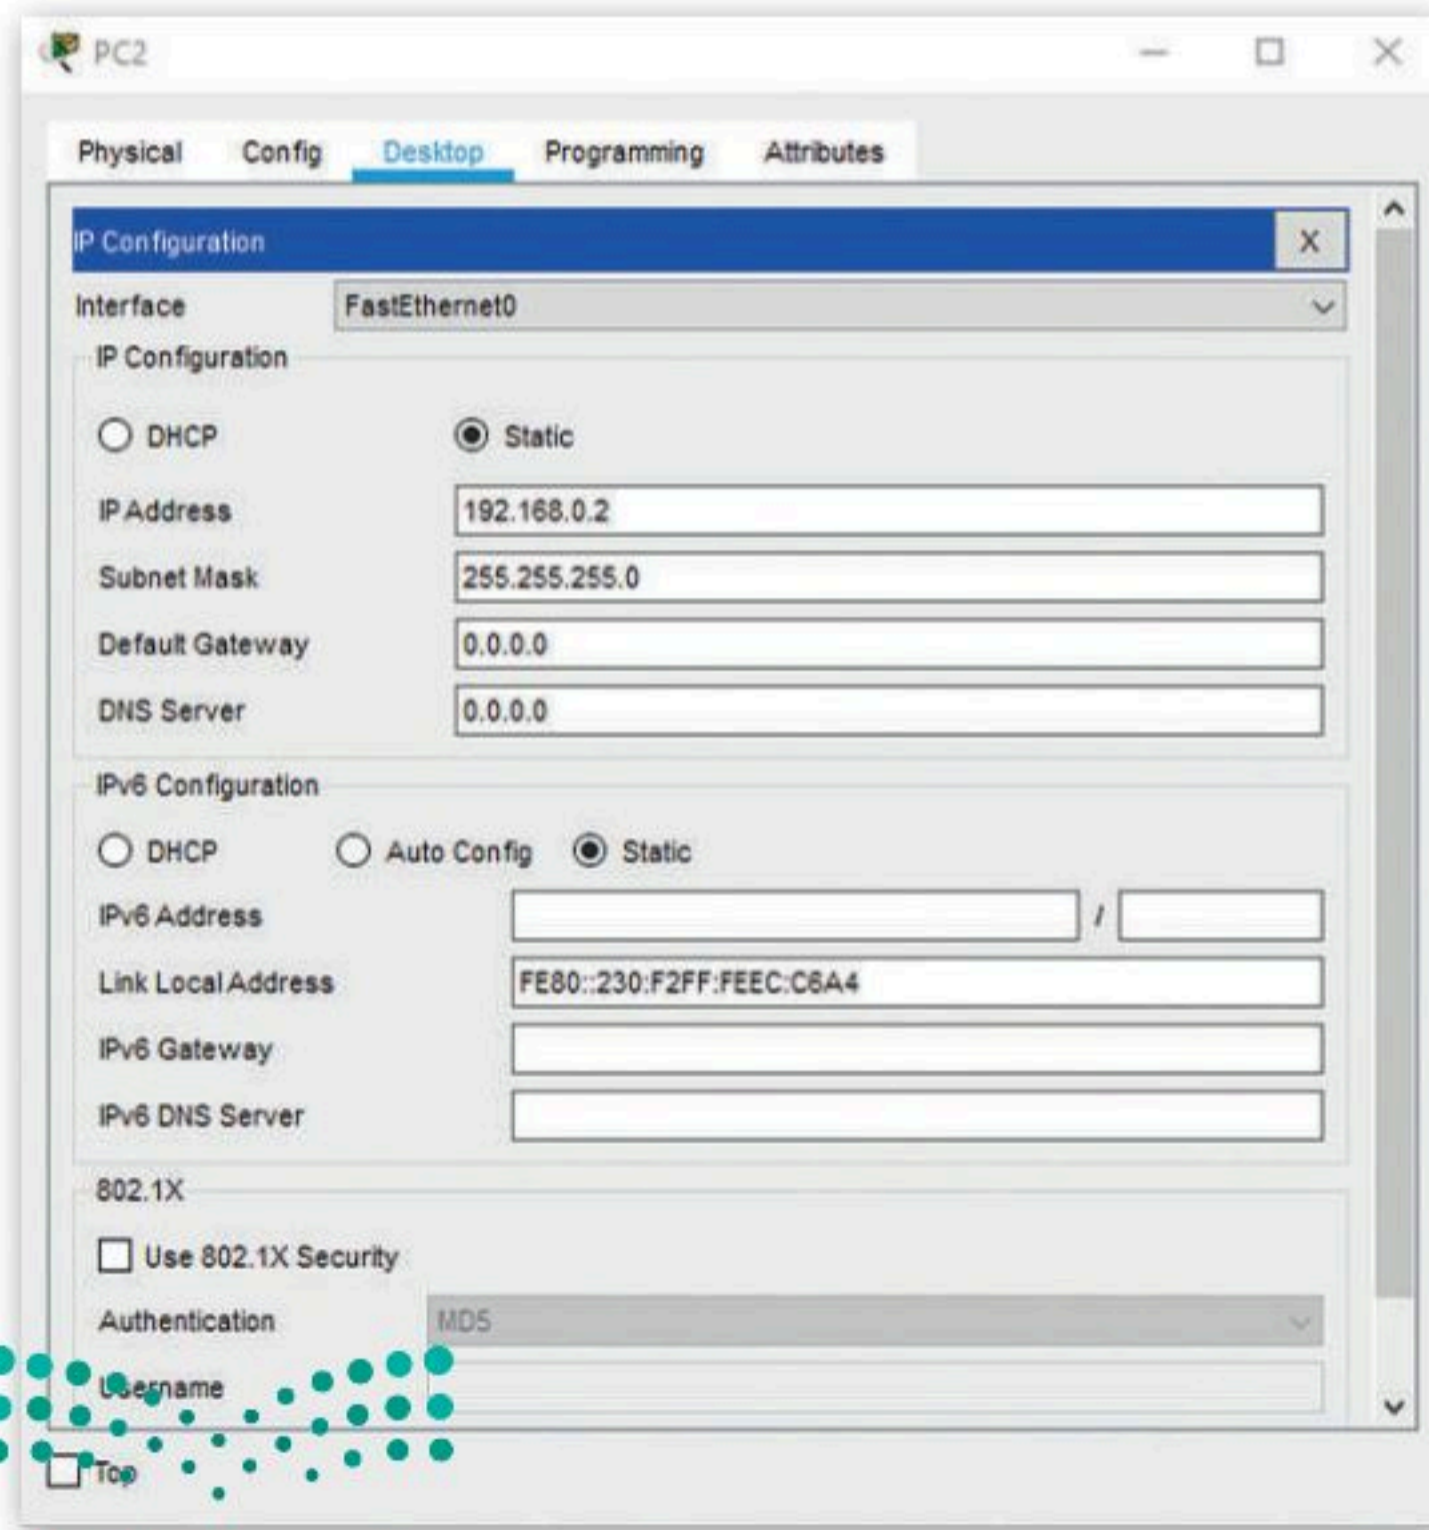 PC2
Physical Config Desktop Programming Attributes
IP Configuration X
Interface FastEthernet0
IP Configuration
DHCP Static
IP Address 192.168.0.2
Subnet Mask 255.255.255.0
Default Gateway 0.0.0.0
DNS Server 0.0.0.0
IPv6 Configuration
DHCP Auto Config Static
IPv6 Address /
Link Local Address FE80::230:F2FF:FEEC:C6A4
IPv6 Gateway
IPv6 DNS Server
802.1X
Use 802.1X Security
Authentication MD5
Username
Top